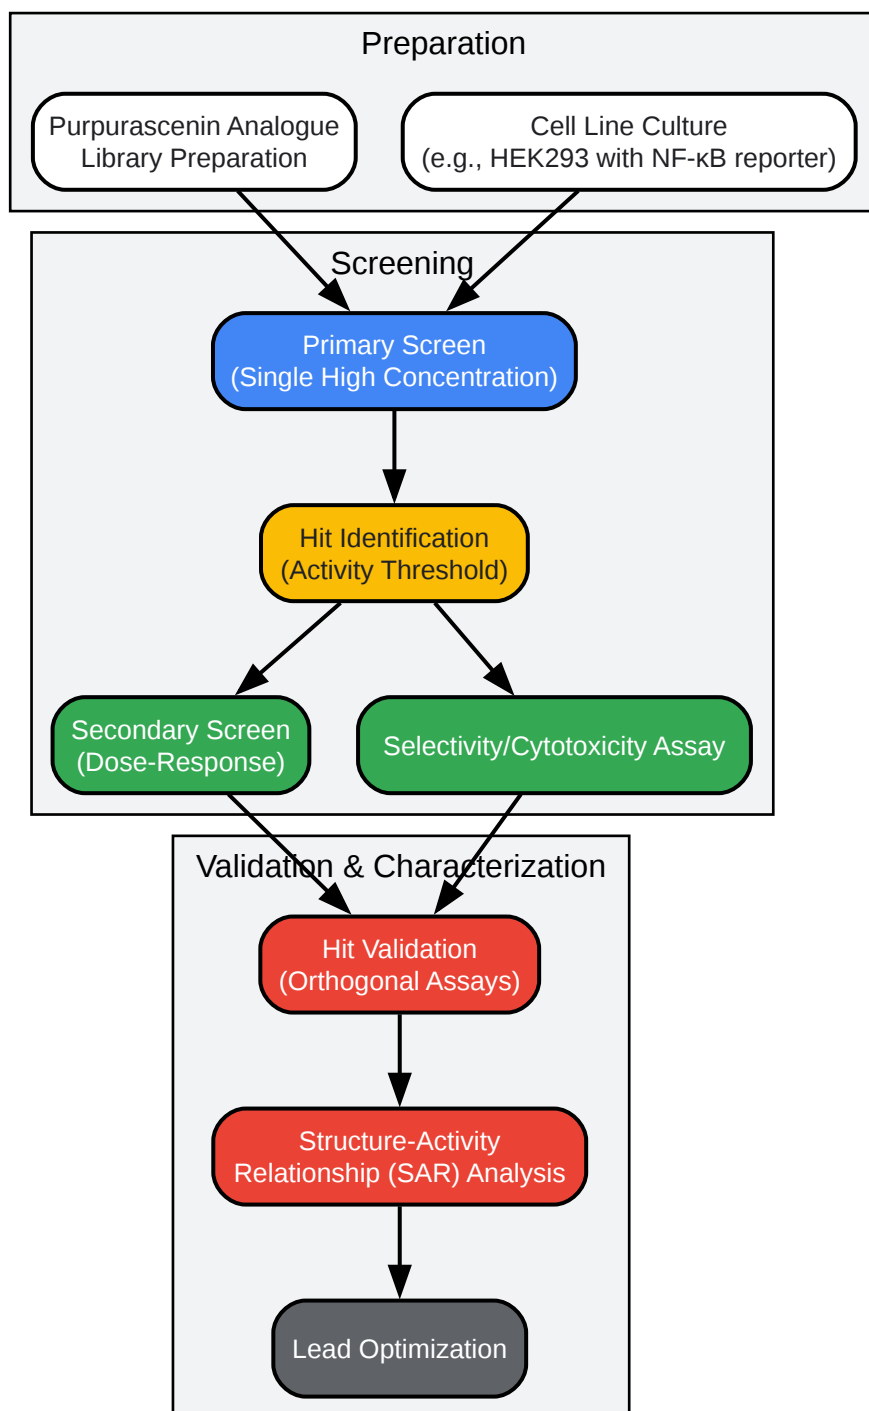 Preparation
Purpurascenin Analogue
Library Preparation
Cell Line Culture
(e.g., HEK293 with NF-κB reporter)
Screening
Primary Screen
(Single High Concentration)
Hit Identification
(Activity Threshold)
Secondary Screen
(Dose-Response)
Selectivity/Cytotoxicity Assay
Validation & Characterization
Hit Validation
(Orthogonal Assays)
Structure-Activity
Relationship (SAR) Analysis
Lead Optimization